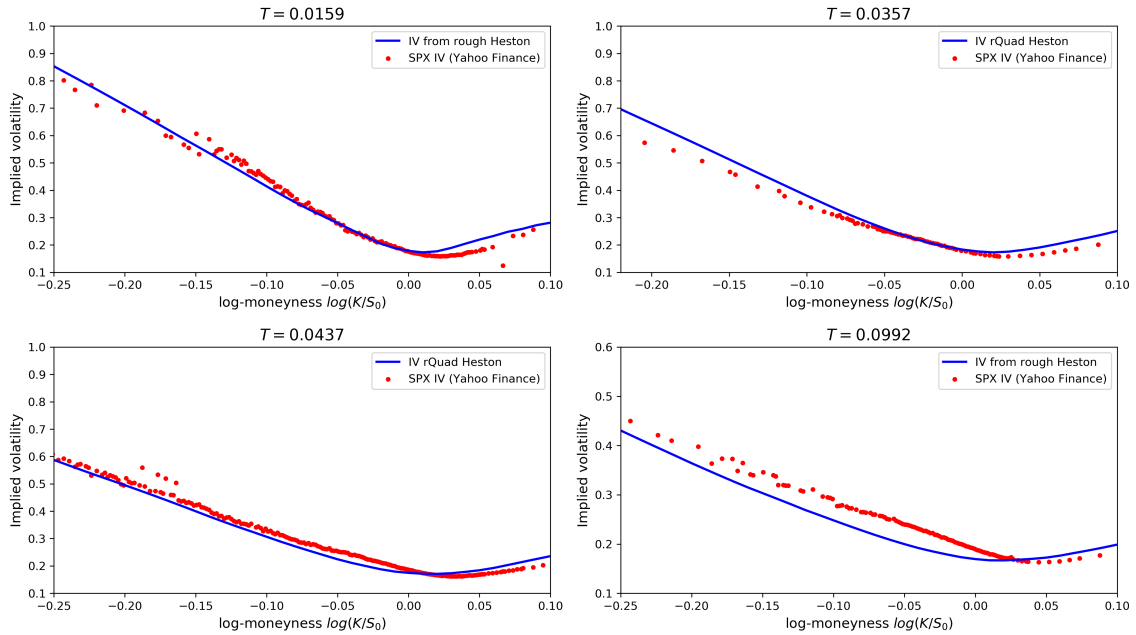 T = 0.0159
1.0
0.9
0.8
0.7
0.6
0.5
0.4
0.3
0.2
0.1
Implied volatility
IV from rough Heston
SPX IV (Yahoo Finance)
−0.25 −0.20 −0.15 −0.10 −0.05 0.00 0.05 0.10
log-moneyness log(K/S₀)
T = 0.0357
1.0
0.9
0.8
0.7
0.6
0.5
0.4
0.3
0.2
0.1
Implied volatility
IV rQuad Heston
SPX IV (Yahoo Finance)
−0.20 −0.15 −0.10 −0.05 0.00 0.05 0.10
log-moneyness log(K/S₀)
T = 0.0437
1.0
0.9
0.8
0.7
0.6
0.5
0.4
0.3
0.2
0.1
Implied volatility
IV rQuad Heston
SPX IV (Yahoo Finance)
−0.25 −0.20 −0.15 −0.10 −0.05 0.00 0.05 0.10
log-moneyness log(K/S₀)
T = 0.0992
0.6
0.5
0.4
0.3
0.2
0.1
Implied volatility
IV from rough Heston
SPX IV (Yahoo Finance)
−0.25 −0.20 −0.15 −0.10 −0.05 0.00 0.05 0.10
log-moneyness log(K/S₀)